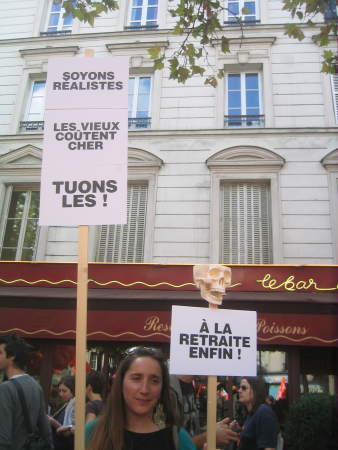 SOYONS
RÉALISTES
LES VIEUX
COÛTENT
CHER
TUONS
LES !
le bar
Poissons
À LA
RETRAITE
ENFIN !